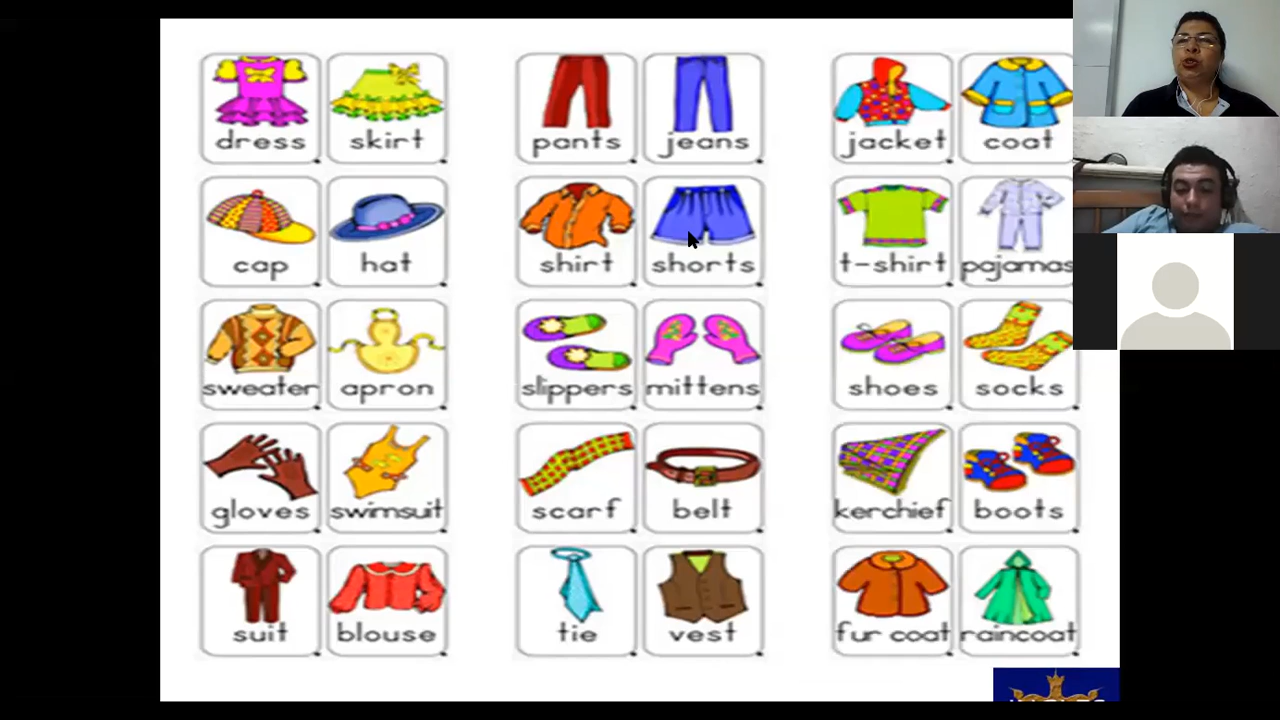 dress skirt pants jeans jacket coat
cap hat shirt shorts t-shirt pajamas
sweater apron slippers mittens shoes socks
gloves swimsuit scarf belt kerchief boots
suit blouse tie vest fur coat raincoat